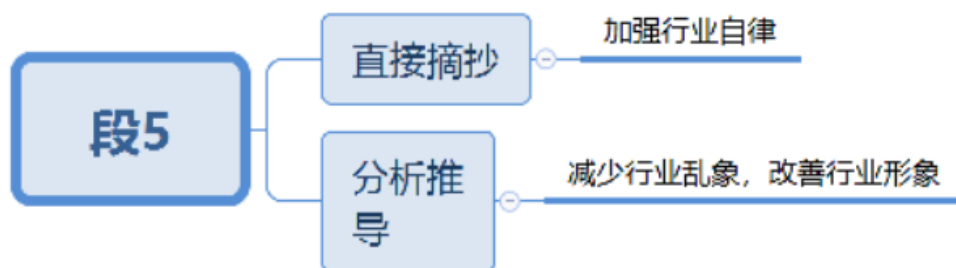 段5
直接摘抄
加强行业自律
分析推
导
减少行业乱象，改善行业形象